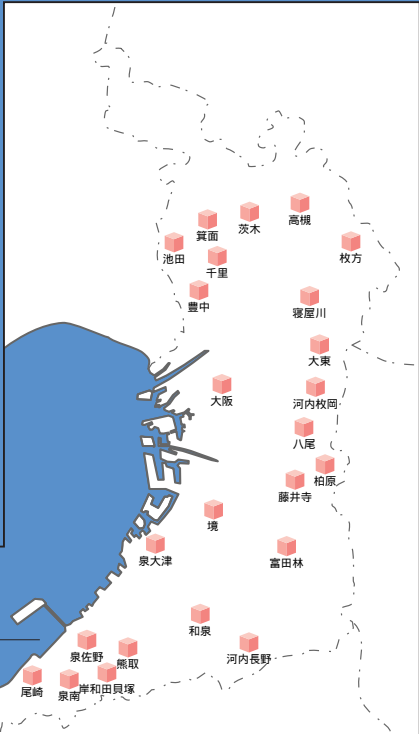 高槻
茨木
箕面
枚方
池田
千里
豊中
寝屋川
大東
大阪
河内枚岡
八尾
柏原
藤井寺
境
泉大津
富田林
和泉
河内長野
泉佐野
熊取
岸和田貝塚
尾崎
泉南